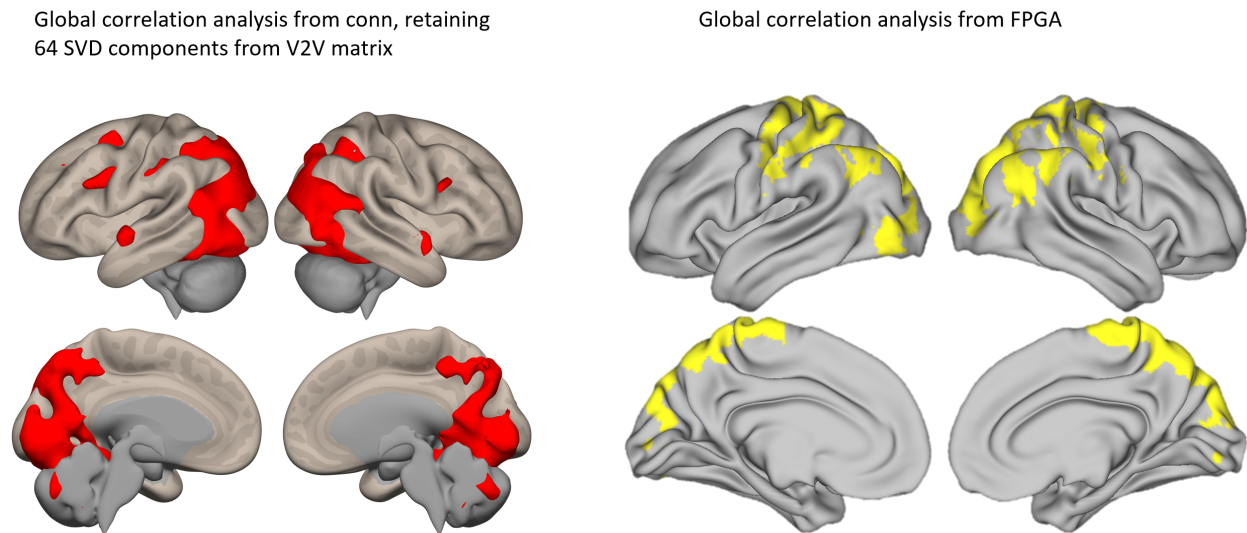 Global correlation analysis from conn, retaining
64 SVD components from V2V matrix
Global correlation analysis from FPGA